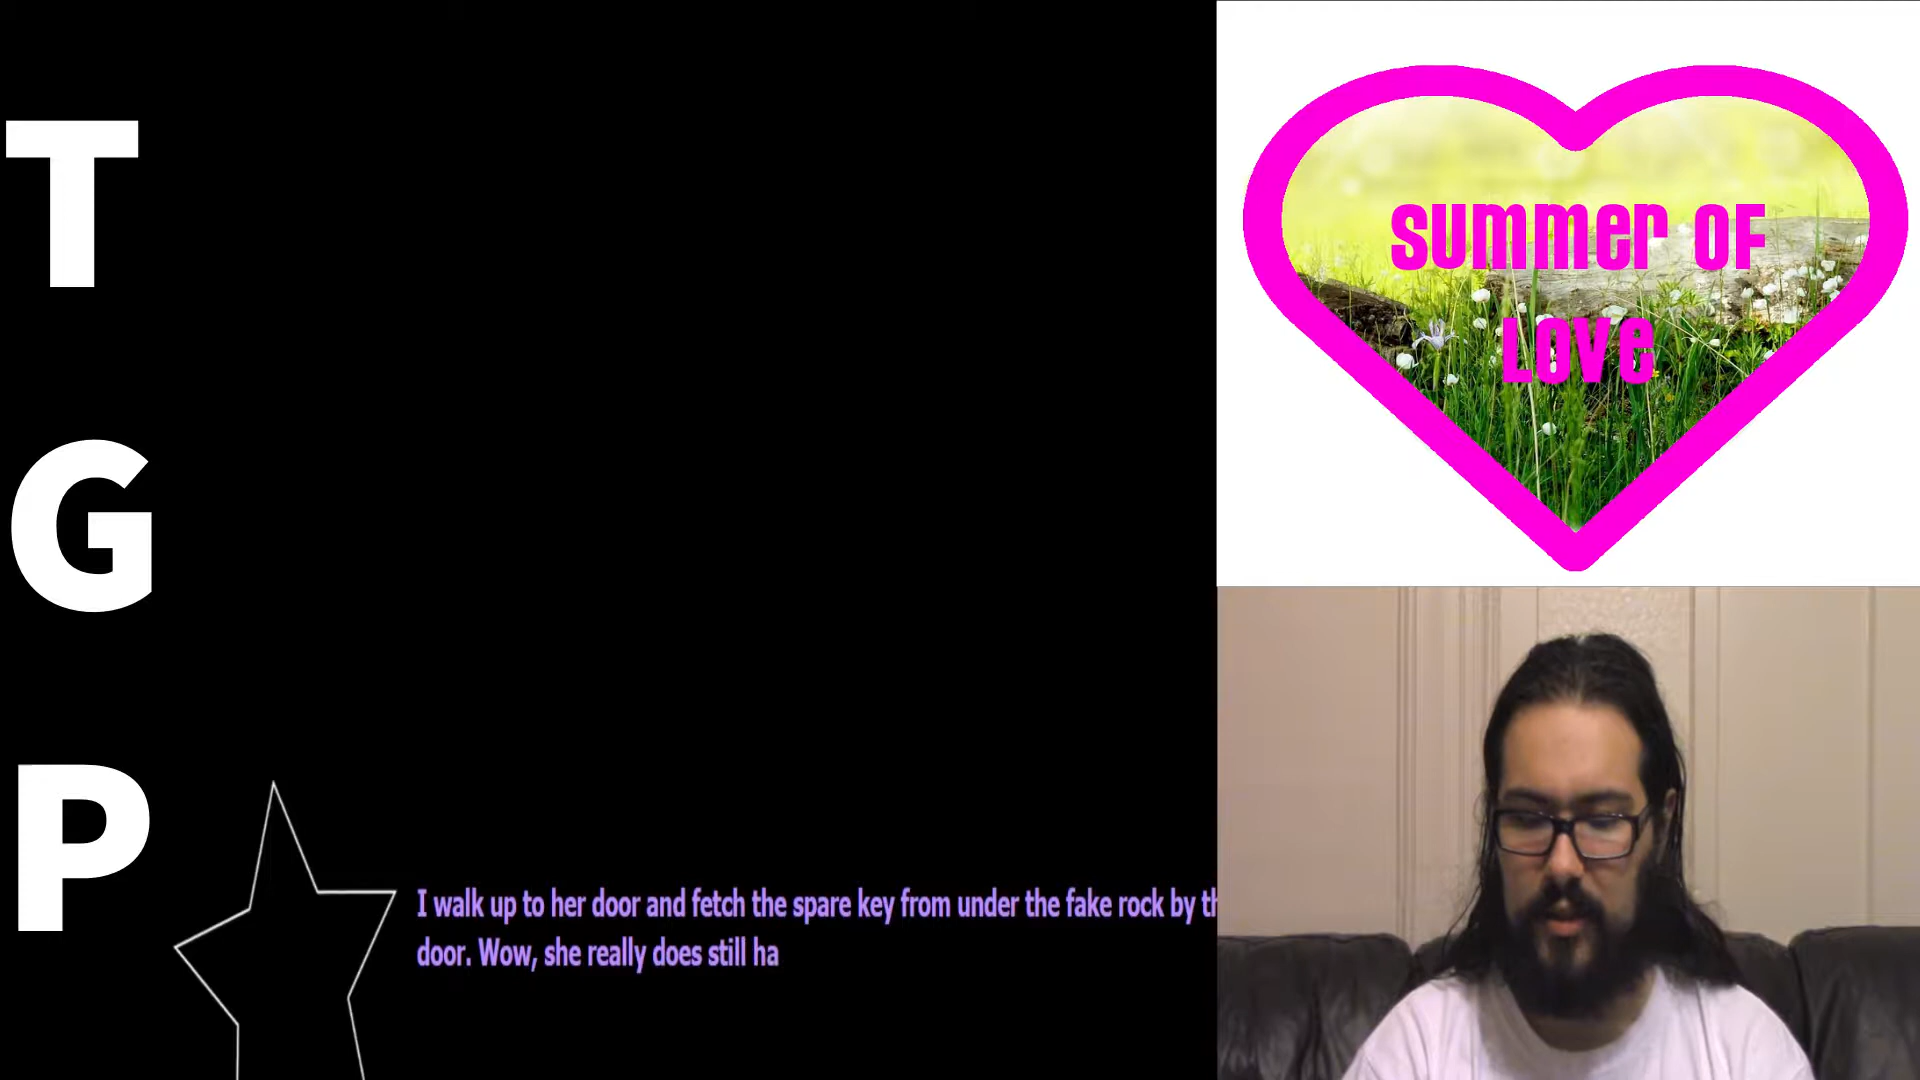 T
G
P
SUMMER OF
LOVE
I walk up to her door and fetch the spare key from under the fake rock by th
door. Wow, she really does still ha